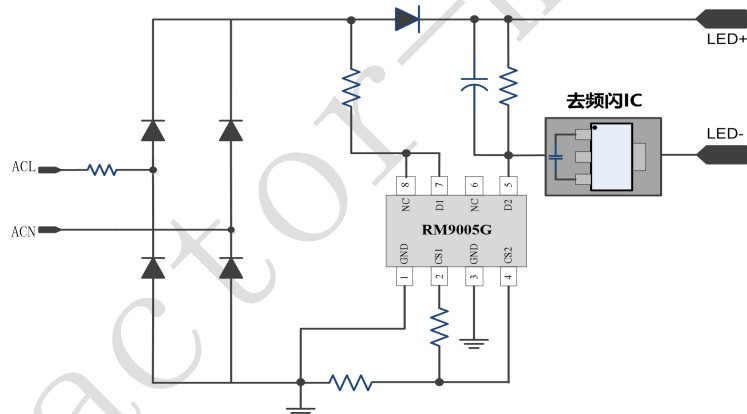 LED+
去频闪IC
LED-
ACL
ACN
8 7 6 5
NC D1 NC D2
RM9005G
GND CS1 GND CS2
1 2 3 4